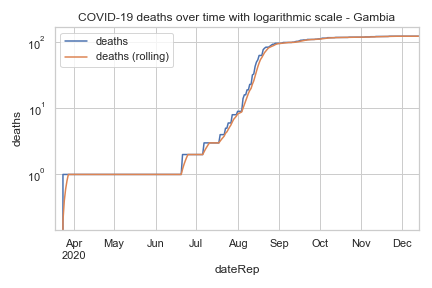 COVID-19 deaths over time with logarithmic scale - Gambia
deaths
deaths (rolling)
10²
10¹
10⁰
deaths
Apr May Jun Jul Aug Sep Oct Nov Dec
2020
dateRep